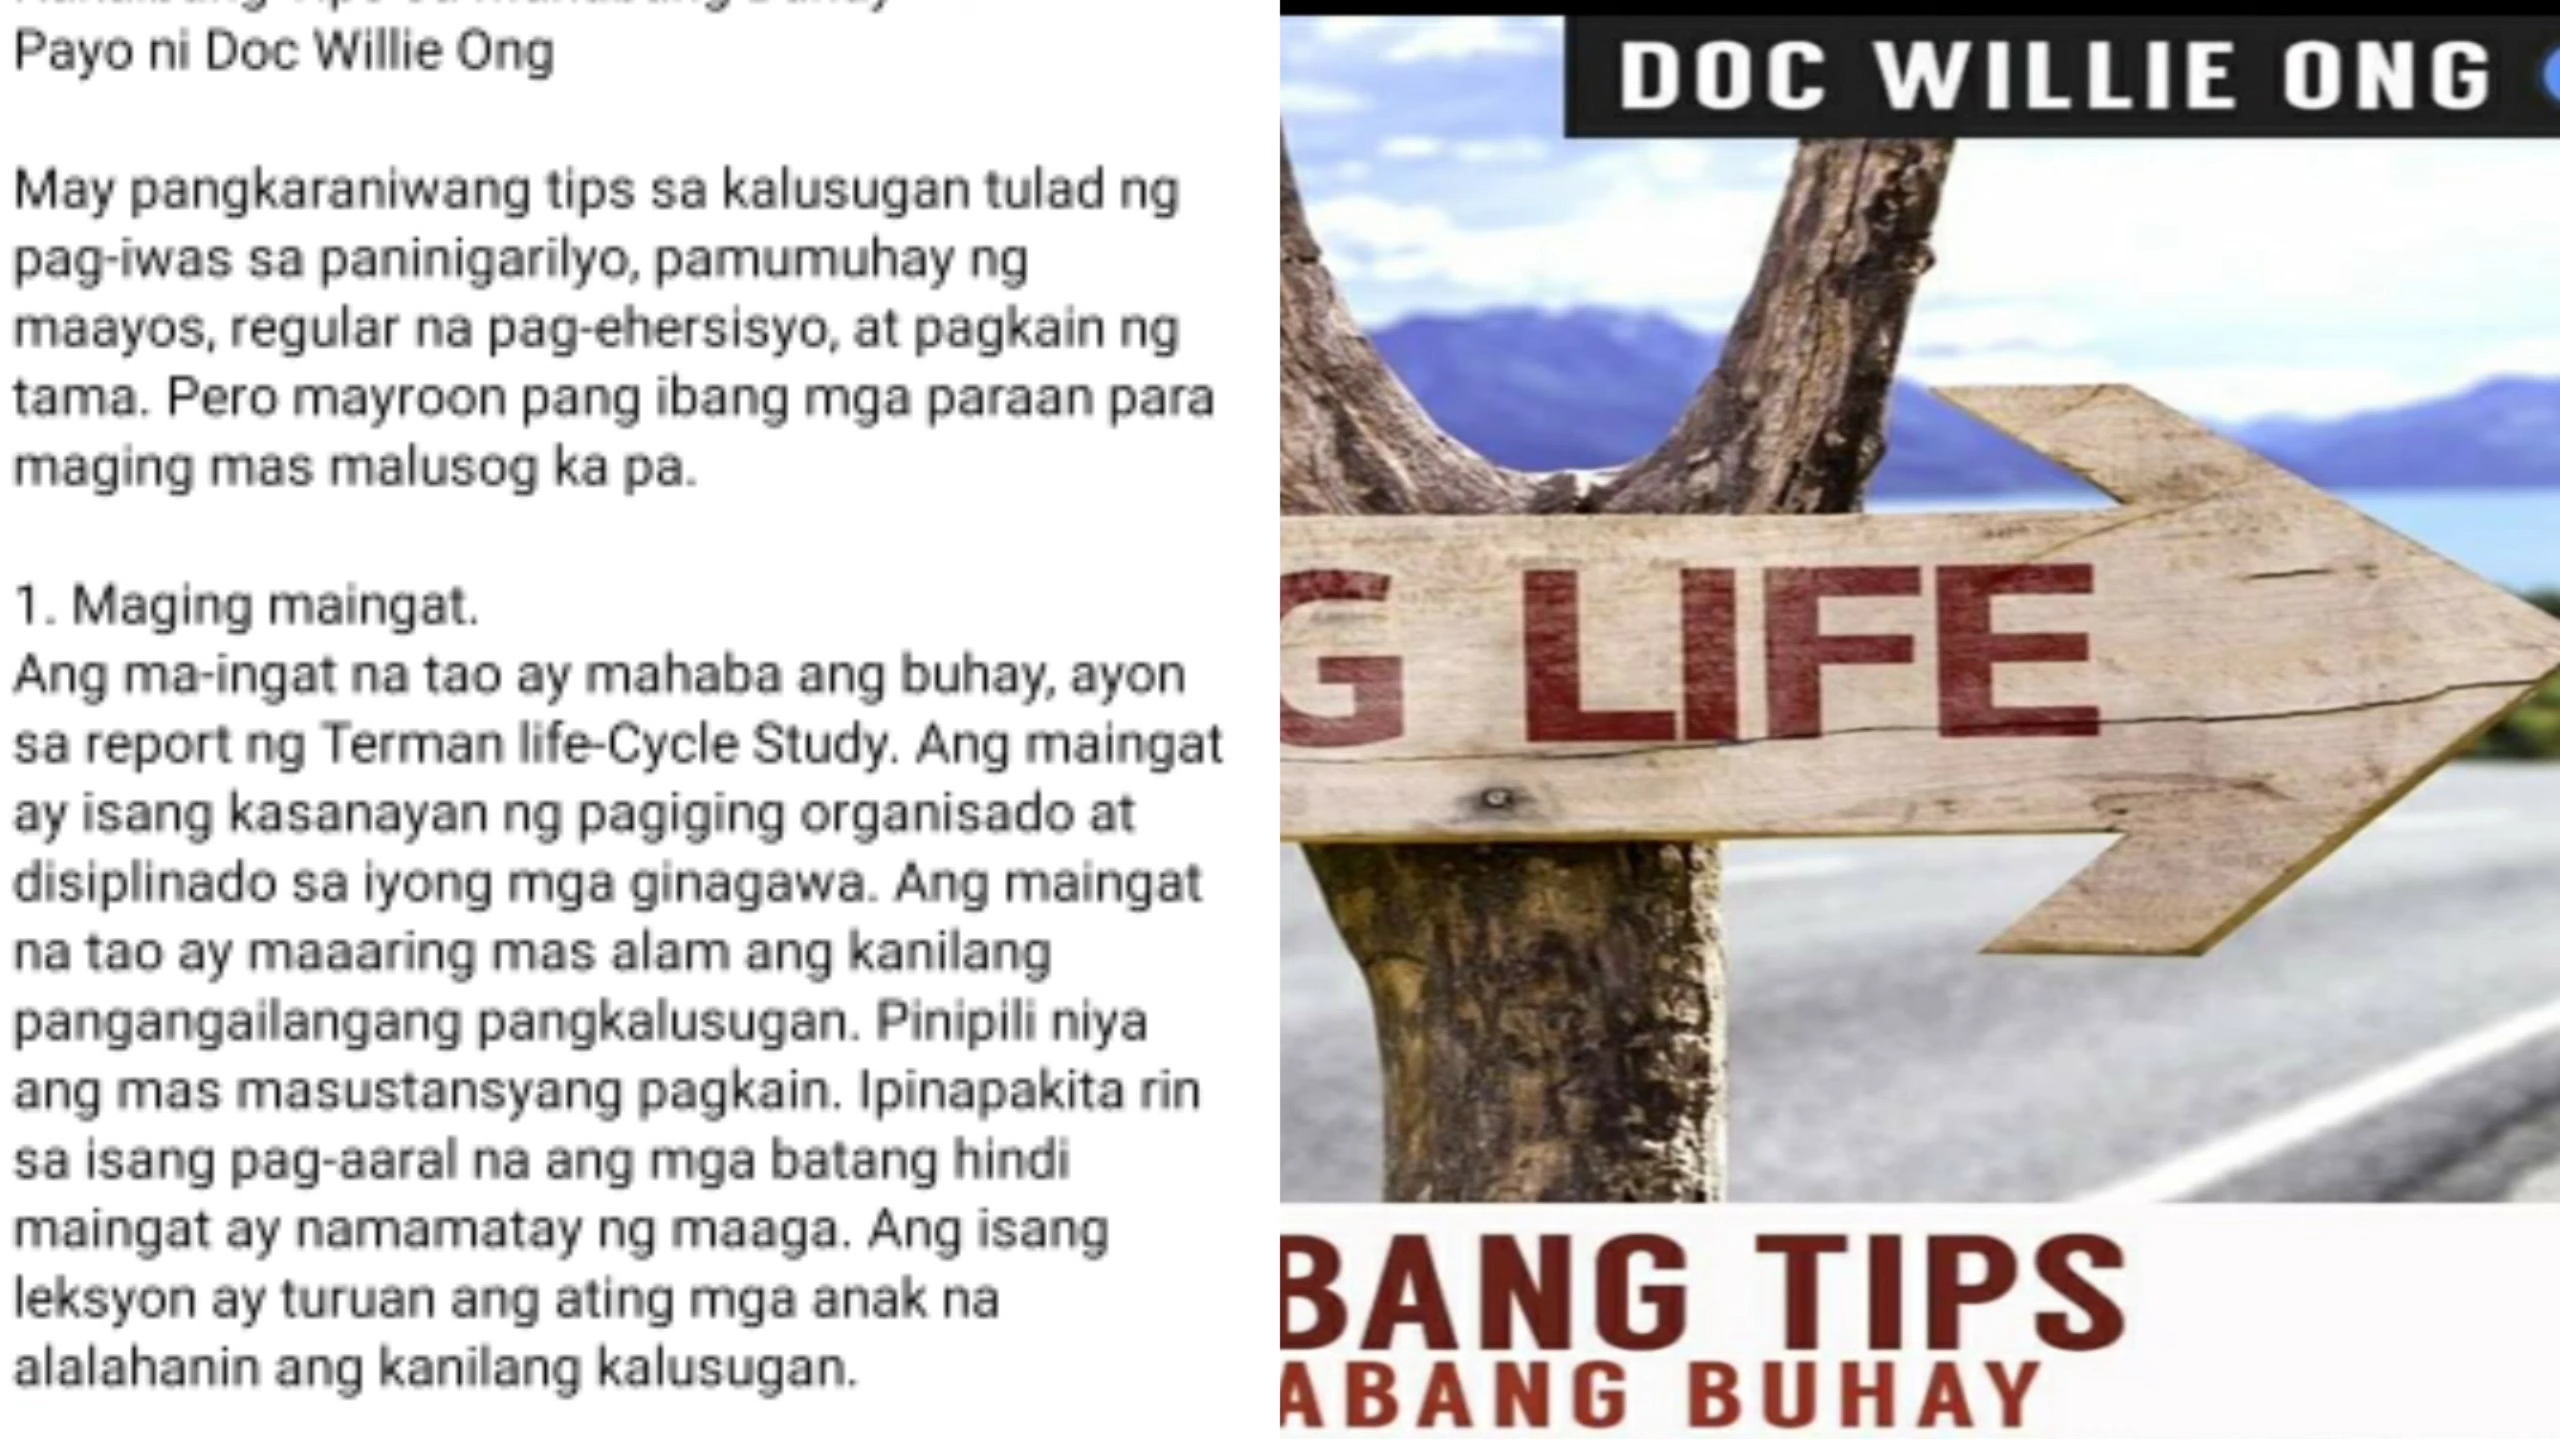 Payo ni Doc Willie Ong
May pangkaraniwang tips sa kalusugan tulad ng
pag-iwas sa paninigarilyo, pamumuhay ng
maayos, regular na pag-ehersisyo, at pagkain ng
tama. Pero mayroon pang ibang mga paraan para
maging mas malusog ka pa.
1. Maging maingat.
Ang ma-ingat na tao ay mahaba ang buhay, ayon
sa report ng Terman life-Cycle Study. Ang maingat
ay isang kasanayan ng pagiging organisado at
disiplinado sa iyong mga ginagawa. Ang maingat
na tao ay maaaring mas alam ang kanilang
pangangailangang pangkalusugan. Pinipili niya
ang mas masustansyang pagkain. Ipinapakita rin
sa isang pag-aaral na ang mga batang hindi
maingat ay namamatay ng maaga. Ang isang
leksyon ay turuan ang ating mga anak na
alalahanin ang kanilang kalusugan.
DOC WILLIE ONG
G LIFE
BANG TIPS
ABANG BUHAY